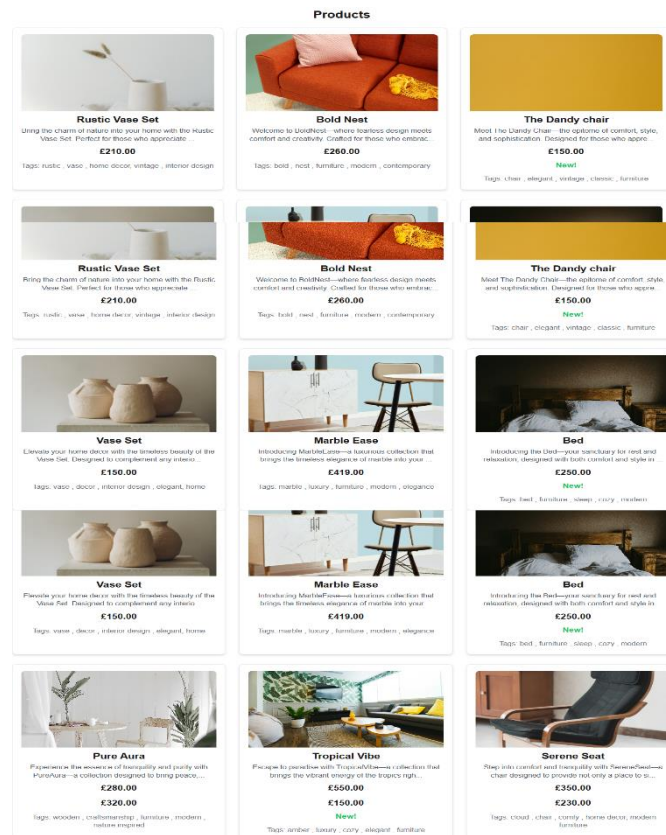 Products
Rustic Vase Set
Bring the charm of nature into your home with the Rustic
Vase Set. Perfect for those who appreciate ...
£210.00
Tags: rustic , vase , home decor, vintage , interior design
Bold Nest
Welcome to BoldNest—where fearless design meets
comfort and creativity. Crafted for those who embrac...
£260.00
Tags: bold , nest , furniture , modern , contemporary
The Dandy chair
Meet The Dandy Chair—the epitome of comfort, style,
and sophistication. Designed for those who appre...
£150.00
New!
Tags: chair , elegant , vintage , classic , furniture
Rustic Vase Set
Bring the charm of nature into your home with the Rustic
Vase Set. Perfect for those who appreciate ...
£210.00
Tags: rustic , vase , home decor, vintage , interior design
Bold Nest
Welcome to BoldNest—where fearless design meets
comfort and creativity. Crafted for those who embrac...
£260.00
Tags: bold , nest , furniture , modern , contemporary
The Dandy chair
Meet The Dandy Chair—the epitome of comfort, style,
and sophistication. Designed for those who appre...
£150.00
New!
Tags: chair , elegant , vintage , classic , furniture
Vase Set
Elevate your home decor with the timeless beauty of the
Vase Set. Designed to complement any interio...
£150.00
Tags: vase , decor , interior design , elegant, home
Marble Ease
Introducing MarbleEase—a luxurious collection that
brings the timeless elegance of marble into your ...
£419.00
Tags: marble , luxury , furniture , modern , elegance
Bed
Introducing the Bed—your sanctuary for rest and
relaxation, designed with both comfort and style in ...
£250.00
New!
Tags: bed , furniture , sleep , cozy , modern
Vase Set
Elevate your home decor with the timeless beauty of the
Vase Set. Designed to complement any interio
£150.00
Tags: vase , decor , interior design , elegant, home
Marble Ease
Introducing MarbleEase—a luxurious collection that
brings the timeless elegance of marble into your
£419.00
Tags: marble , luxury , furniture , modern , elegance
Bed
Introducing the Bed—your sanctuary for rest and
relaxation, designed with both comfort and style in
£250.00
New!
Tags: bed , furniture , sleep , cozy , modern
Pure Aura
Experience the essence of tranquility and purity with
PureAura—a collection designed to bring peace,...
£280.00
£320.00
Tags: wooden , craftsmanship , furniture , modern ,
nature inspired
Tropical Vibe
Escape to paradise with TropicalVibe—a collection that
brings the vibrant energy of the tropics righ...
£550.00
£150.00
New!
Tags: amber , luxury , cozy , elegant furniture
Serene Seat
Step into comfort and tranquility with SereneSeat—a
chair designed to provide not only a place to si...
£350.00
£230.00
Tags: cloud , chair , comfy , home decor, modern
furniture